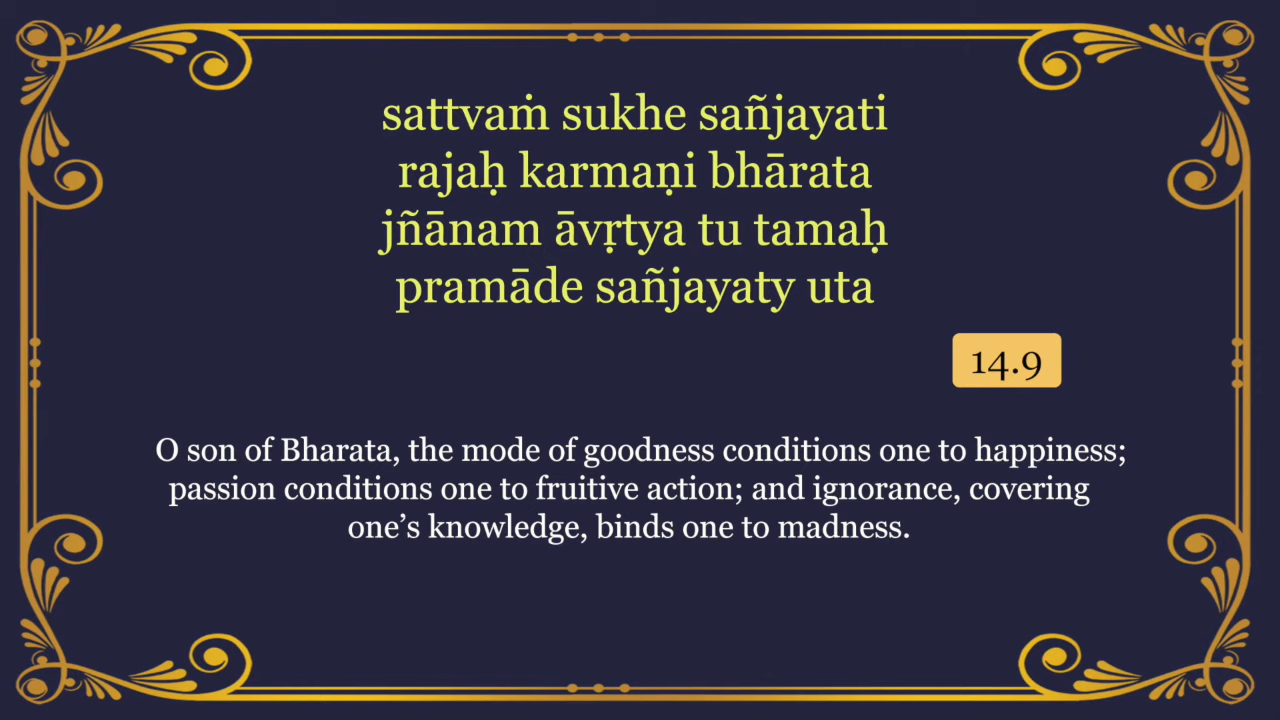 sattvaṁ sukhe sañjayati
rajaḥ karmaṇi bhārata
jñānam āvṛtya tu tamaḥ
pramāde sañjayaty uta
14.9
O son of Bharata, the mode of goodness conditions one to happiness;
passion conditions one to fruitive action; and ignorance, covering
one’s knowledge, binds one to madness.